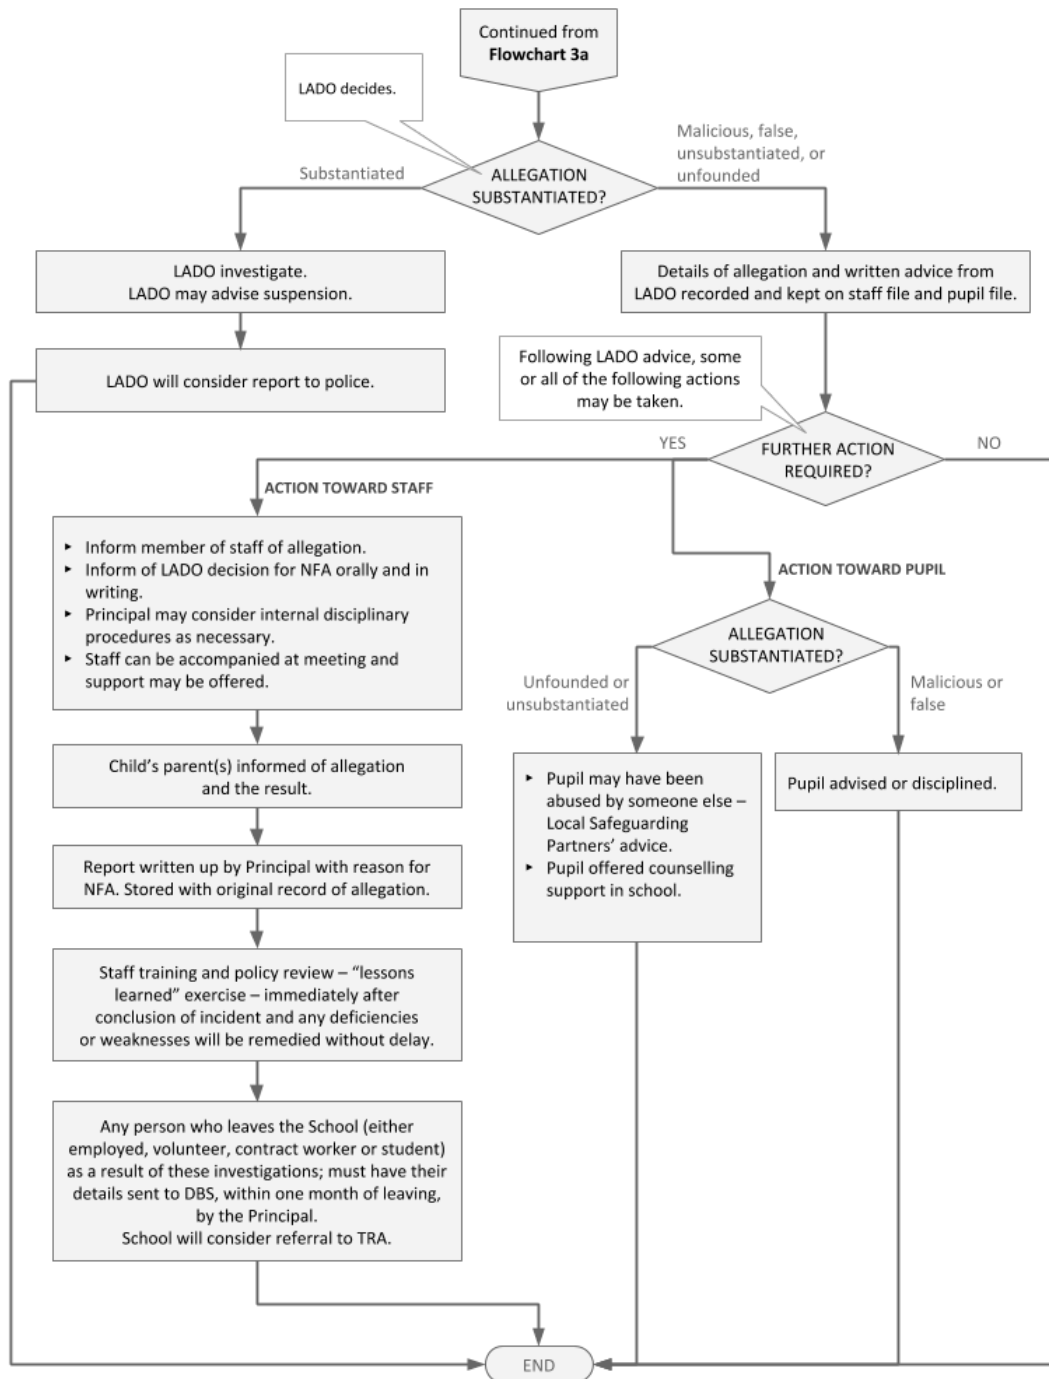 Continued from
Flowchart 3a
LADO decides.
Malicious, false,
unsubstantiated, or
unfounded
Substantiated
ALLEGATION
SUBSTANTIATED?
LADO investigate.
LADO may advise suspension.
Details of allegation and written advice from
LADO recorded and kept on staff file and pupil file.
LADO will consider report to police.
Following LADO advice, some
or all of the following actions
may be taken.
YES
FURTHER ACTION
REQUIRED?
NO
ACTION TOWARD STAFF
‣ Inform member of staff of allegation.
‣ Inform of LADO decision for NFA orally and in
writing.
‣ Principal may consider internal disciplinary
procedures as necessary.
‣ Staff can be accompanied at meeting and
support may be offered.
ACTION TOWARD PUPIL
ALLEGATION
SUBSTANTIATED?
Unfounded or
unsubstantiated
Malicious or
false
Child’s parent(s) informed of allegation
and the result.
‣ Pupil may have been
abused by someone else –
Local Safeguarding
Partners’ advice.
‣ Pupil offered counselling
support in school.
Pupil advised or disciplined.
Report written up by Principal with reason for
NFA. Stored with original record of allegation.
Staff training and policy review – “lessons
learned” exercise – immediately after
conclusion of incident and any deficiencies
or weaknesses will be remedied without delay.
Any person who leaves the School (either
employed, volunteer, contract worker or student)
as a result of these investigations; must have their
details sent to DBS, within one month of leaving,
by the Principal.
School will consider referral to TRA.
END